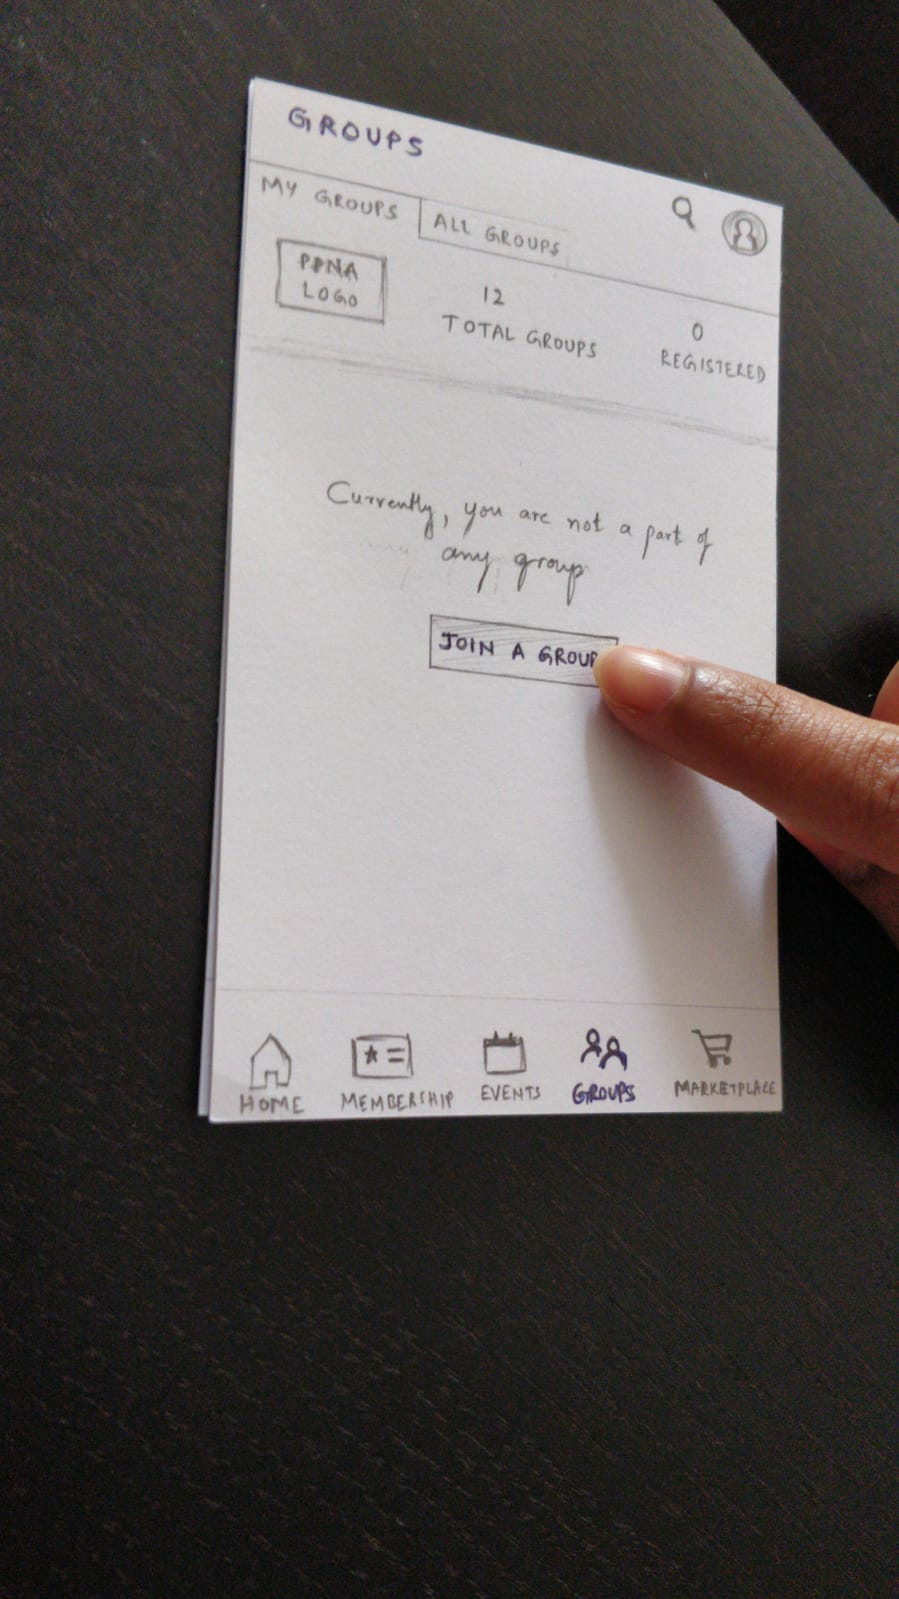 GROUPS
MY GROUPS
ALL GROUPS
PPNA
LOGO
12
TOTAL GROUPS
0
REGISTERED
Currently, you are not a part of
any group
JOIN A GROUP
HOME
MEMBERSHIP
EVENTS
GROUPS
MARKETPLACE